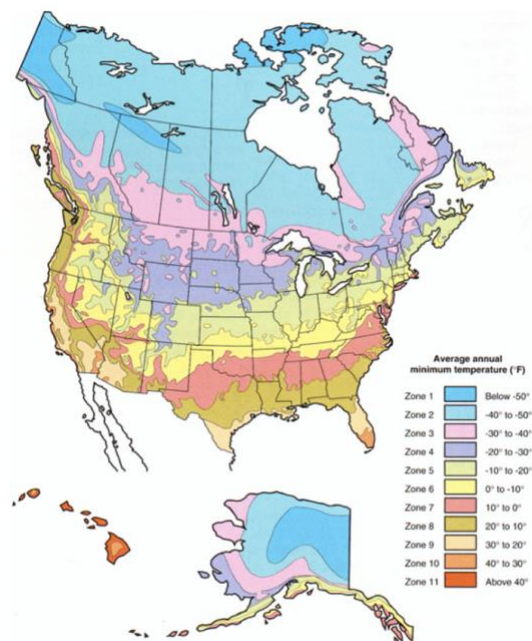 Average annual
minimum temperature (°F)
Zone 1 Below -50°
Zone 2 -40° to -50°
Zone 3 -30° to -40°
Zone 4 -20° to -30°
Zone 5 -10° to -20°
Zone 6 0° to -10°
Zone 7 10° to 0°
Zone 8 20° to 10°
Zone 9 30° to 20°
Zone 10 40° to 30°
Zone 11 Above 40°